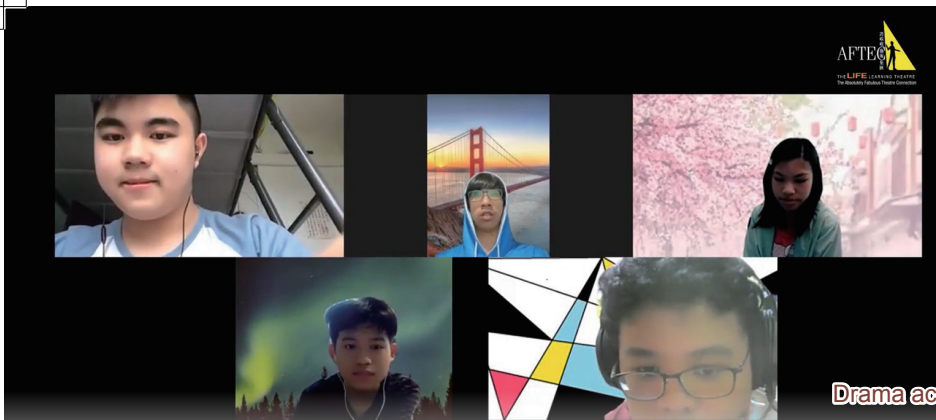 AFTEC
THE LIFE LEARNING THEATRE
The Absolutely Fabulous Theatre Connection
Drama ac